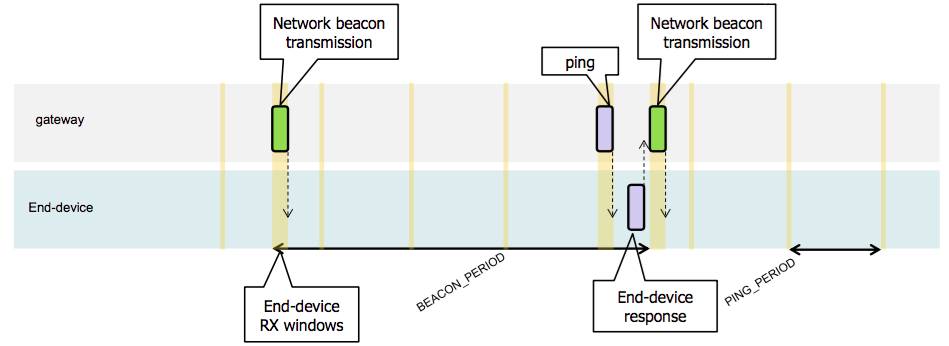 Network beacon
transmission
ping
Network beacon
transmission
gateway
End-device
BEACON_PERIOD
PING_PERIOD
End-device
RX windows
End-device
response